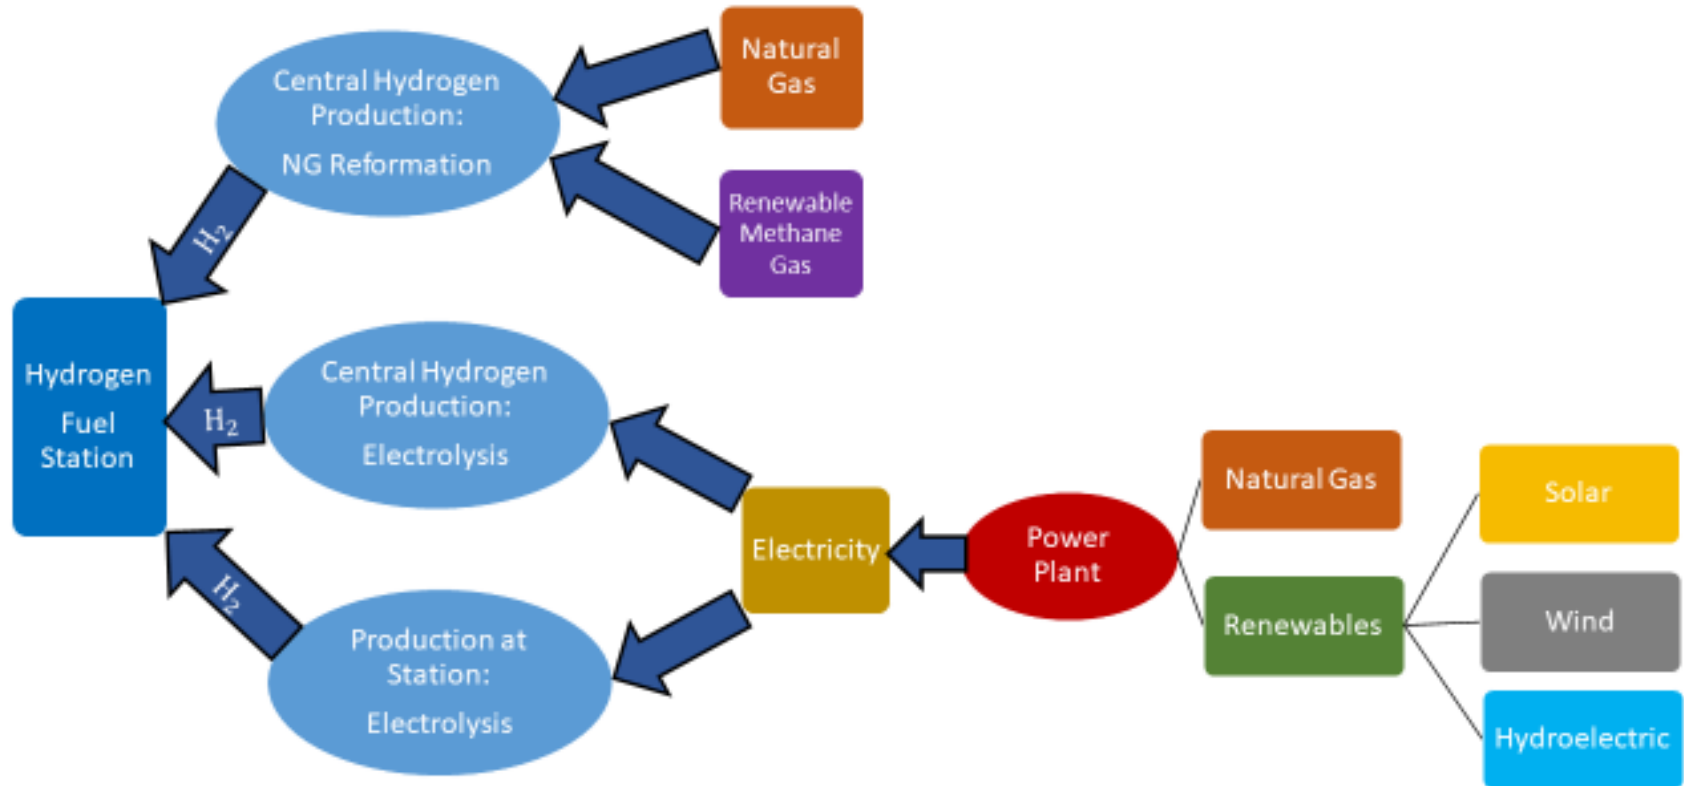 Natural
Gas
Central Hydrogen
Production:
NG Reformation
Renewable
Methane
Gas
H₂
Hydrogen
Fuel
Station
H₂
Central Hydrogen
Production:
Electrolysis
H₂
Production at
Station:
Electrolysis
Electricity
Power
Plant
Natural Gas
Renewables
Solar
Wind
Hydroelectric